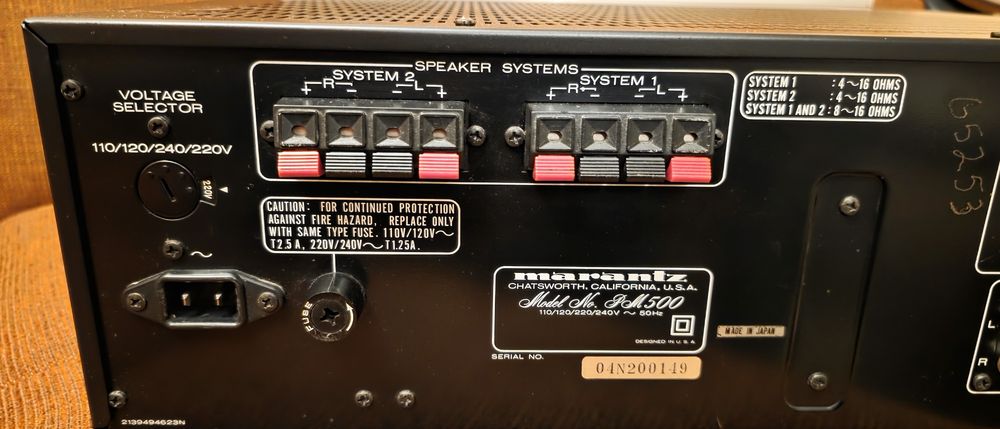 SPEAKER SYSTEMS
SYSTEM 2
+ R - - L +
SYSTEM 1
+ R - - L +
SYSTEM 1 : 4~16 OHMS
SYSTEM 2 : 4~16 OHMS
SYSTEM 1 AND 2 : 8~16 OHMS
VOLTAGE
SELECTOR
110/120/240/220V
220V
65253
CAUTION: FOR CONTINUED PROTECTION
AGAINST FIRE HAZARD, REPLACE ONLY
WITH SAME TYPE FUSE. 110V/120V~
T2.5A, 220V/240V~T1.25A.
~
FUSE
marantz
CHATSWORTH, CALIFORNIA, U.S.A.
Model No. PM500
110/120/220/240V ~ 50Hz
DESIGNED IN U.S.A.
MADE IN JAPAN
SERIAL NO.
04N200149
L
R
2139494623N